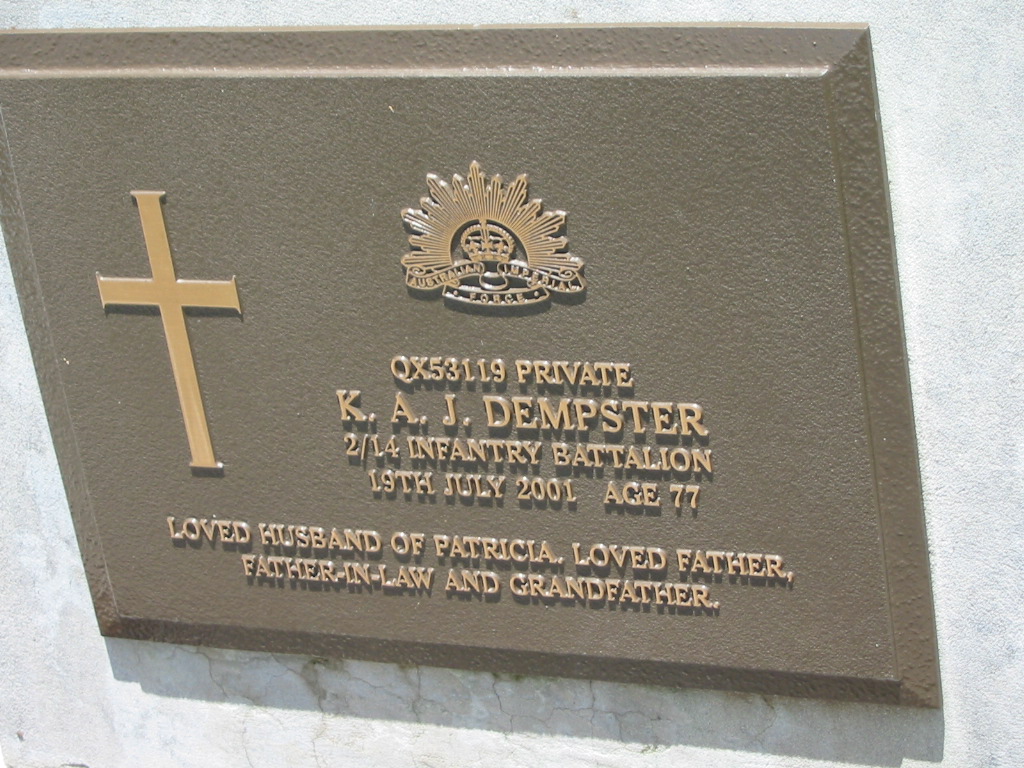 AUSTRALIAN IMPERIAL
FORCE
QX53119 PRIVATE
K. A. J. DEMPSTER
2/14 INFANTRY BATTALION
19TH JULY 2001 AGE 77
LOVED HUSBAND OF PATRICIA. LOVED FATHER,
FATHER-IN-LAW AND GRANDFATHER.